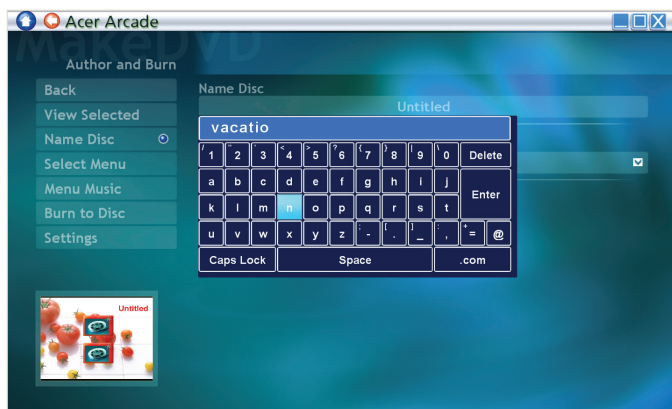 Acer Arcade
MakeDVD
Author and Burn
Back
View Selected
Name Disc
Select Menu
Menu Music
Burn to Disc
Settings
Name Disc
Untitled
vacatio
/ 1 " 2 ' 3 < 4 > 5 ? 6 { 7 } 8 | 9 \ 0 Delete
a b c d e f g h i j
Enter
k l m n o p q r s t
u v w x y z ; - [ . ] _ : , + = @
Caps Lock Space .com
Untitled